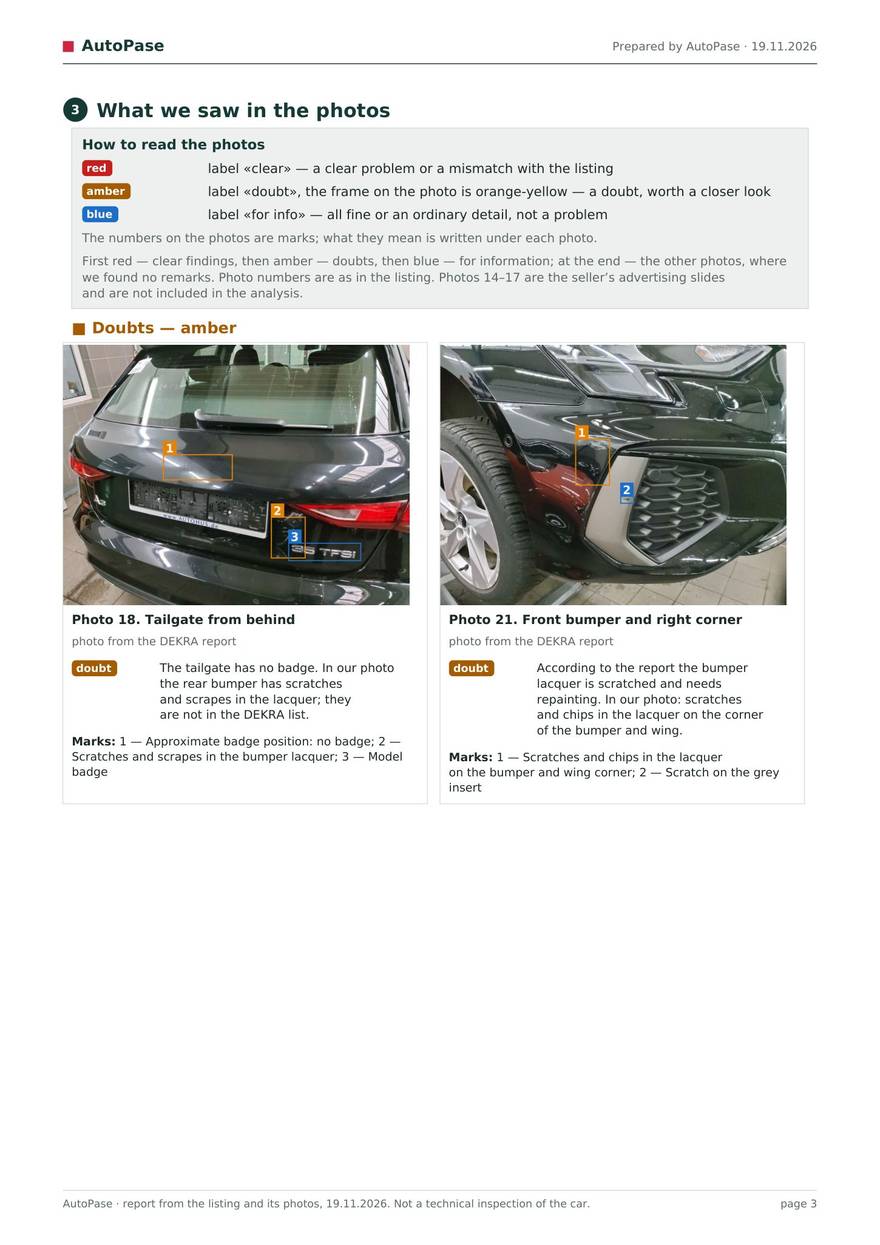 AutoPase
Prepared by AutoPase · 19.11.2026
3 What we saw in the photos
How to read the photos
red label «clear» — a clear problem or a mismatch with the listing
amber label «doubt», the frame on the photo is orange-yellow — a doubt, worth a closer look
blue label «for info» — all fine or an ordinary detail, not a problem
The numbers on the photos are marks; what they mean is written under each photo.
First red — clear findings, then amber — doubts, then blue — for information; at the end — the other photos, where
we found no remarks. Photo numbers are as in the listing. Photos 14–17 are the seller’s advertising slides
and are not included in the analysis.
Doubts — amber
1
2
3
A3
www.AUTOHUS.de
35 TFSI
Photo 18. Tailgate from behind
photo from the DEKRA report
doubt The tailgate has no badge. In our photo
the rear bumper has scratches
and scrapes in the lacquer; they
are not in the DEKRA list.
Marks: 1 — Approximate badge position: no badge; 2 —
Scratches and scrapes in the bumper lacquer; 3 — Model
badge
1
2
Photo 21. Front bumper and right corner
photo from the DEKRA report
doubt According to the report the bumper
lacquer is scratched and needs
repainting. In our photo: scratches
and chips in the lacquer on the corner
of the bumper and wing.
Marks: 1 — Scratches and chips in the lacquer
on the bumper and wing corner; 2 — Scratch on the grey
insert
AutoPase · report from the listing and its photos, 19.11.2026. Not a technical inspection of the car.
page 3